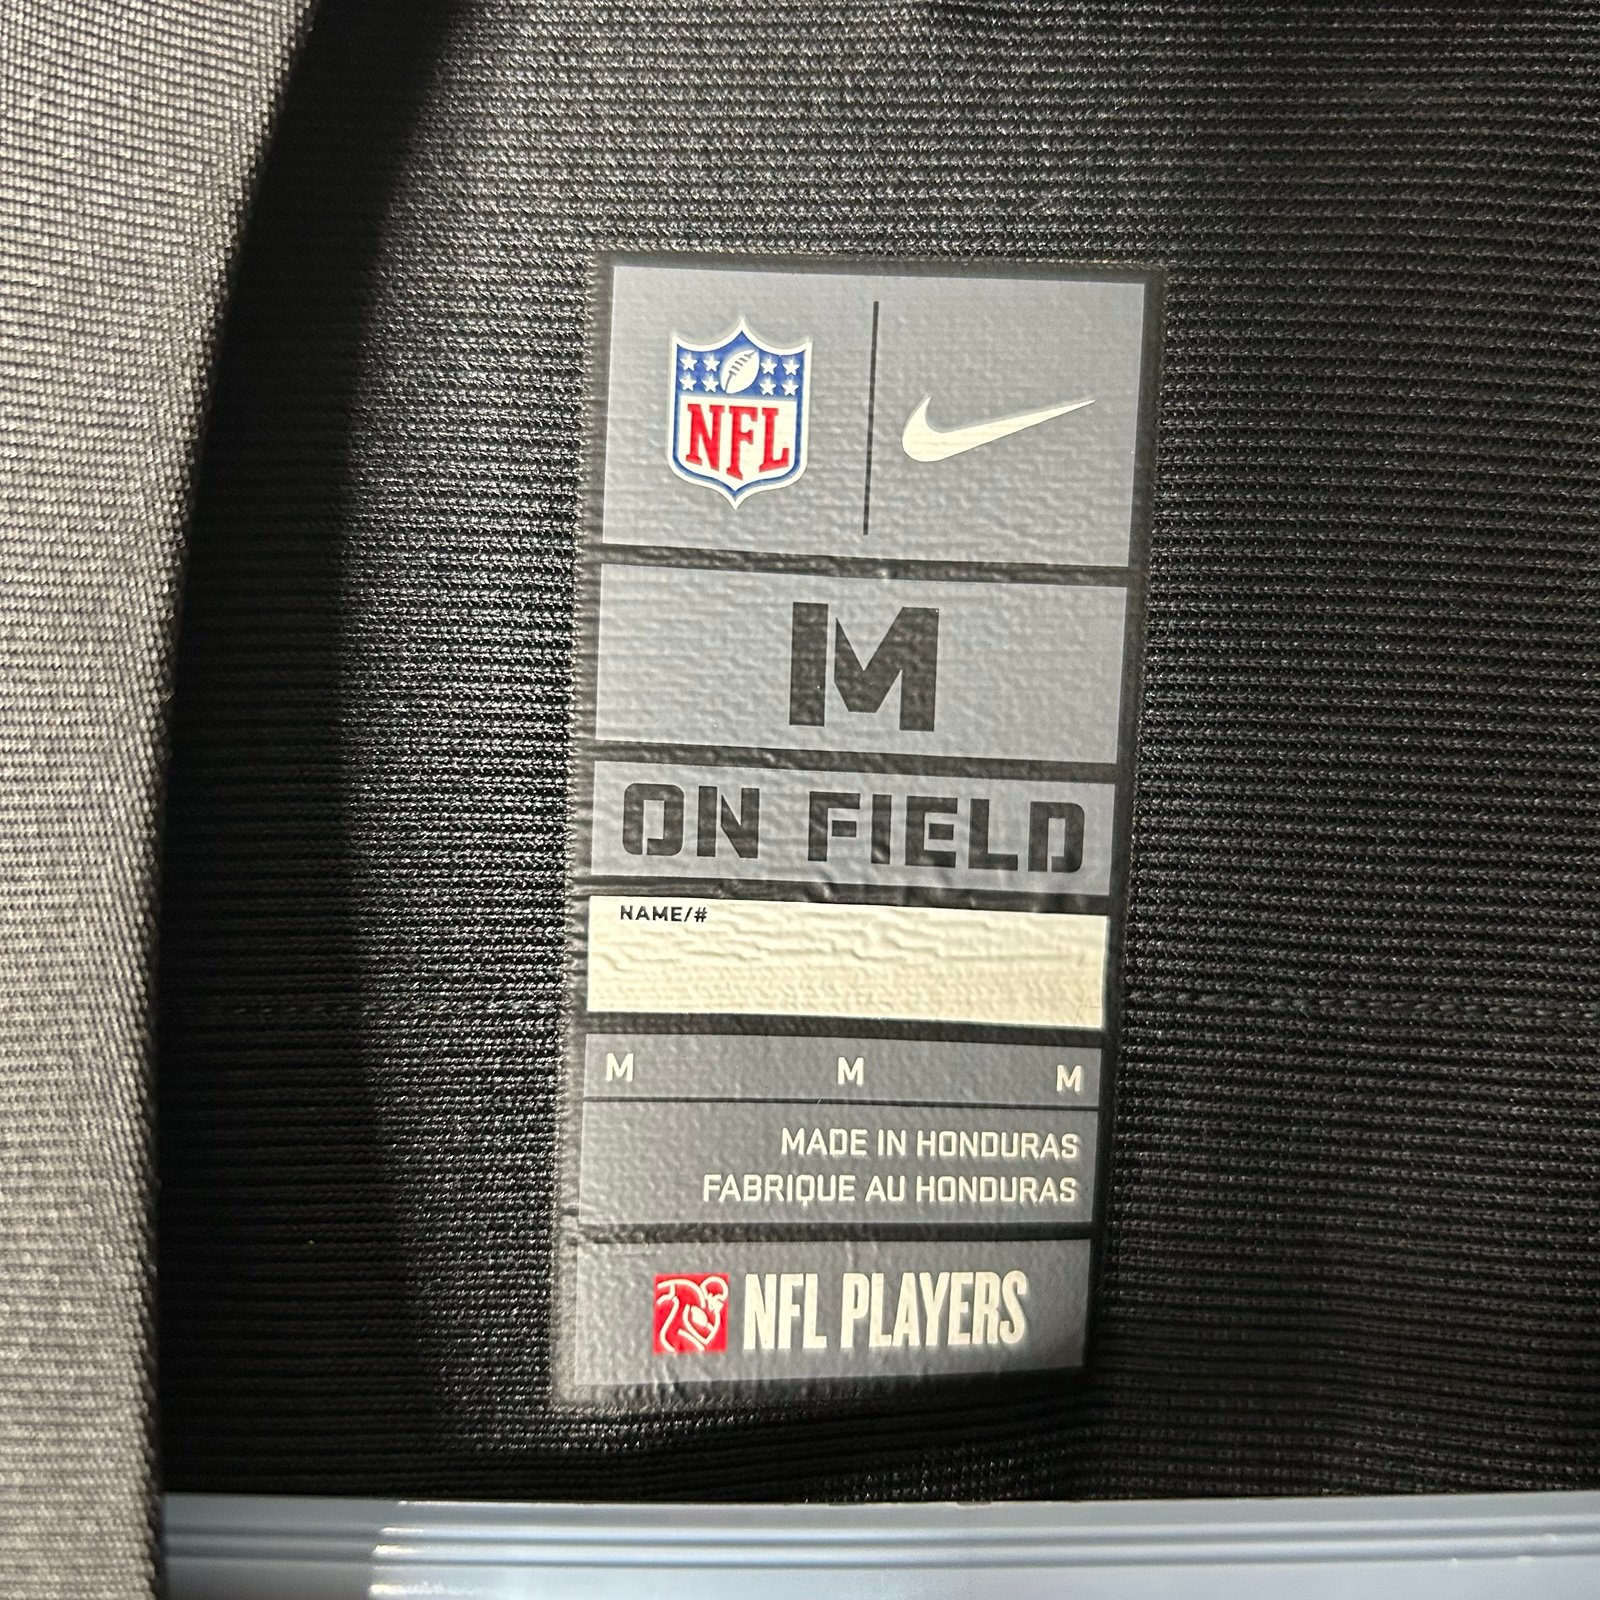 NFL
M
ON FIELD
NAME/#
M M M
MADE IN HONDURAS
FABRIQUE AU HONDURAS
NFL PLAYERS